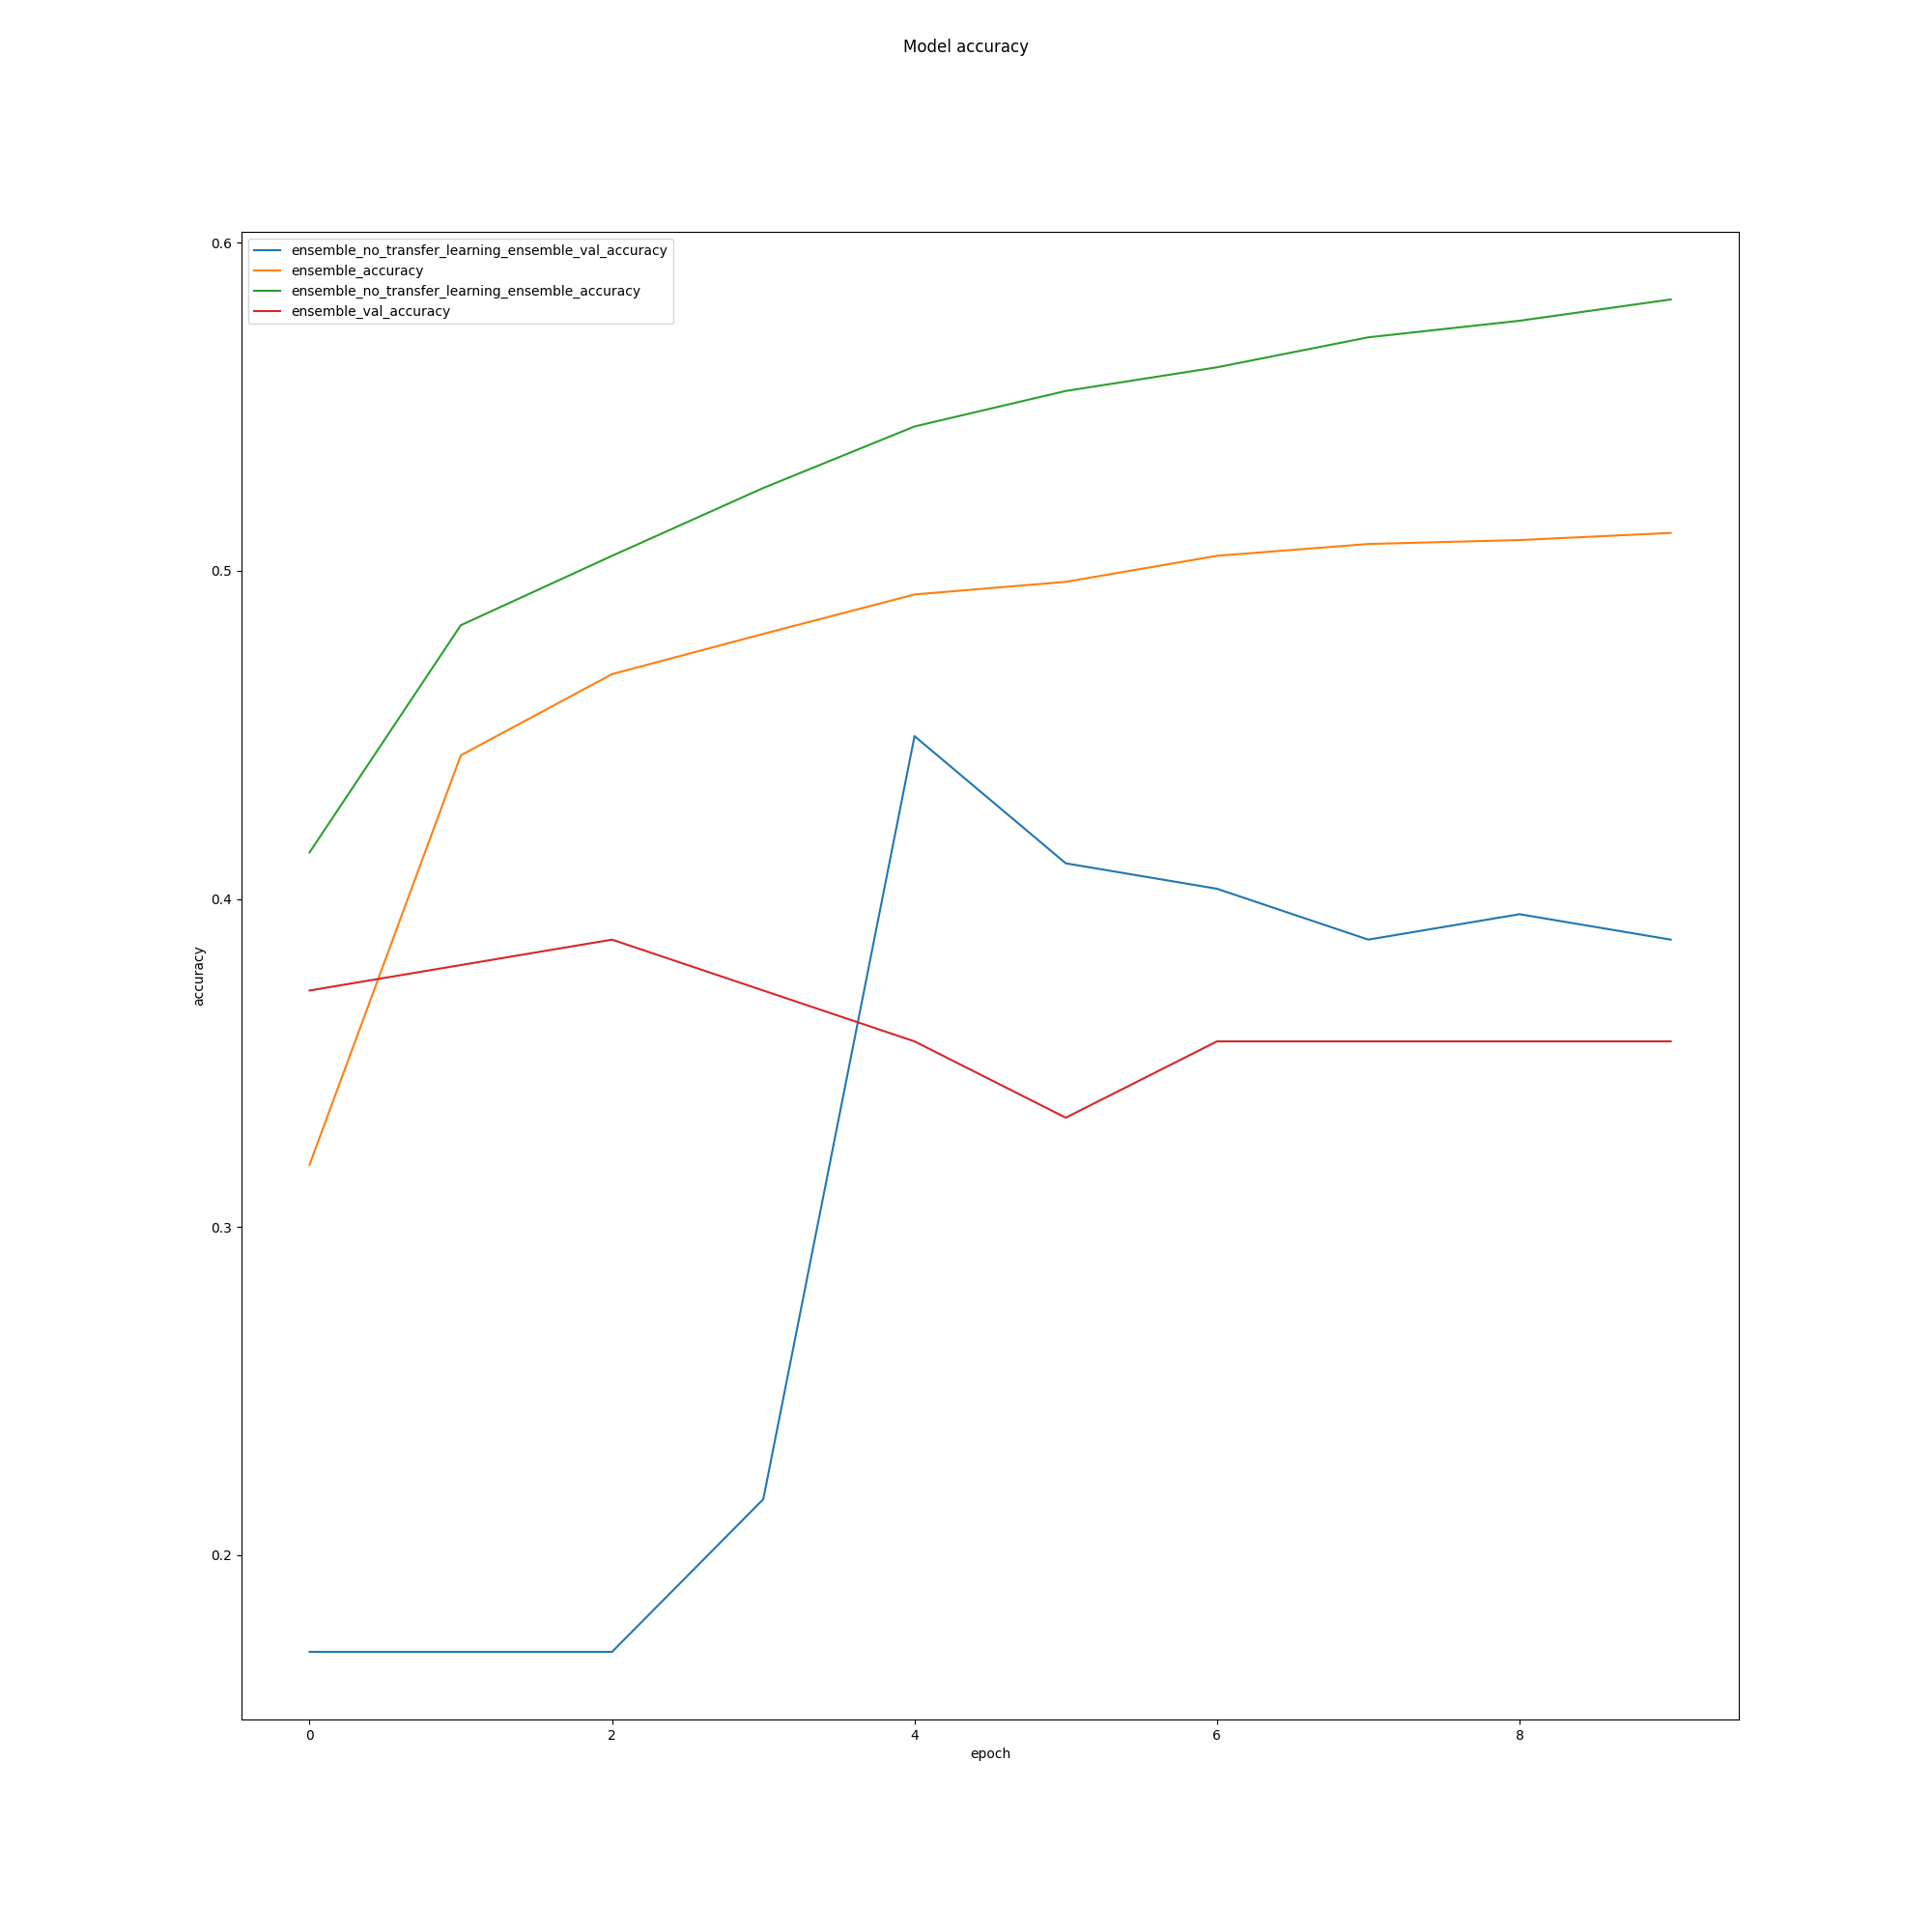 Model accuracy
0.6
0.5
0.4
0.3
0.2
accuracy
ensemble_no_transfer_learning_ensemble_val_accuracy
ensemble_accuracy
ensemble_no_transfer_learning_ensemble_accuracy
ensemble_val_accuracy
0 2 4 6 8
epoch